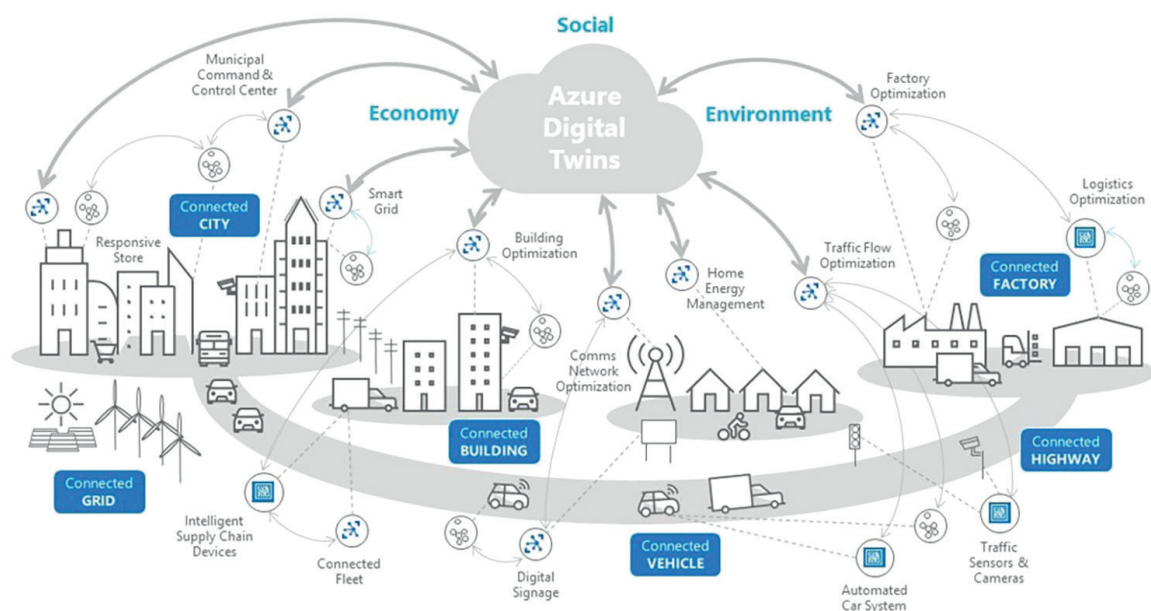 Social
Municipal
Command &
Control Center
Economy
Azure
Digital
Twins
Environment
Factory
Optimization
Connected
CITY
Smart
Grid
Responsive
Store
Building
Optimization
Home
Energy
Management
Traffic Flow
Optimization
Logistics
Optimization
Connected
FACTORY
Comms
Network
Optimization
Connected
GRID
Connected
BUILDING
Connected
HIGHWAY
Intelligent
Supply Chain
Devices
Connected
Fleet
Digital
Signage
Connected
VEHICLE
Automated
Car System
Traffic
Sensors &
Cameras